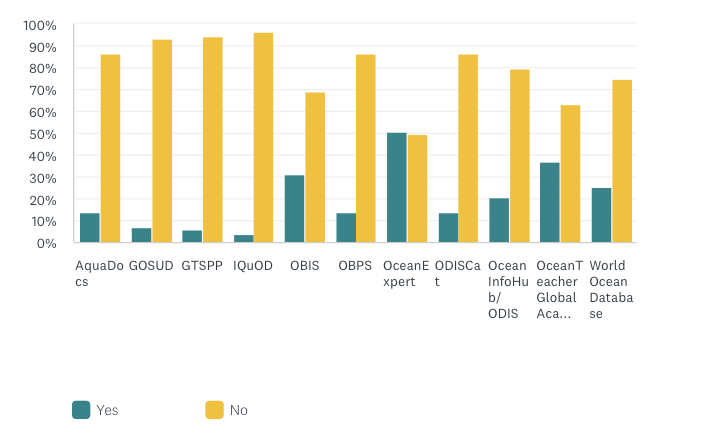 100%
90%
80%
70%
60%
50%
40%
30%
20%
10%
0%
AquaDo
cs
GOSUD
GTSPP
IQuOD
OBIS
OBPS
OceanE
xpert
ODISCa
t
Ocean
InfoHu
b/
ODIS
OceanT
eacher
Global
Aca...
World
Ocean
Databa
se
Yes
No